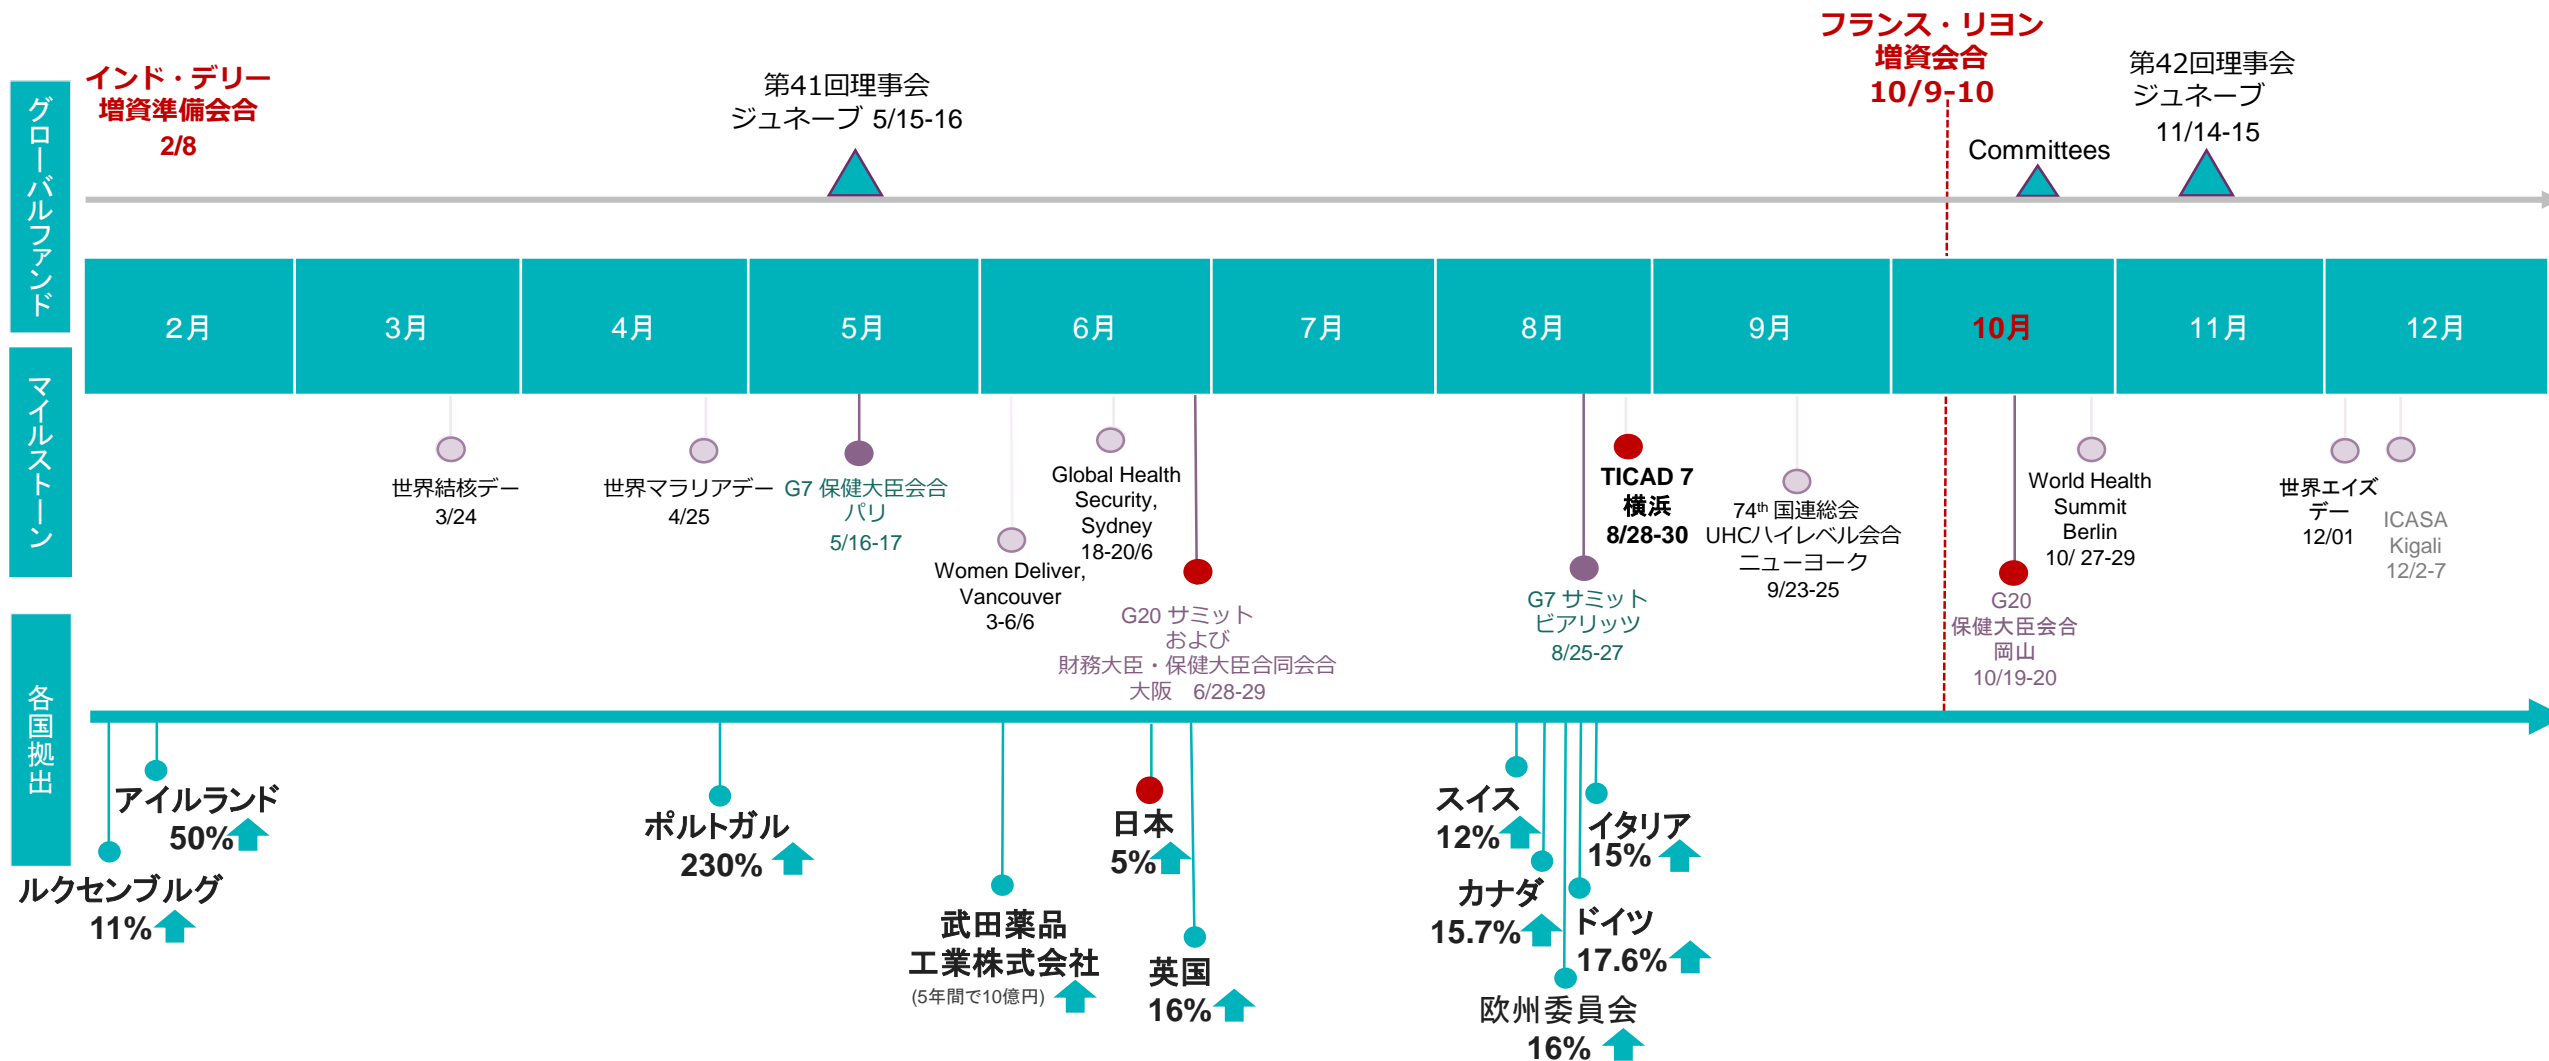 グローバルファンド
インド・デリー
増資準備会合
2/8
第41回理事会
ジュネーブ 5/15-16
フランス・リヨン
増資会合
10/9-10
Committees
第42回理事会
ジュネーブ
11/14-15
2月
3月
4月
5月
6月
7月
8月
9月
10月
11月
12月
マイルストーン
世界結核デー
3/24
世界マラリアデー
4/25
G7 保健大臣会合
パリ
5/16-17
Women Deliver,
Vancouver
3-6/6
Global Health
Security,
Sydney
18-20/6
G20 サミット
および
財務大臣・保健大臣合同会合
大阪　6/28-29
G7 サミット
ビアリッツ
8/25-27
TICAD 7
横浜
8/28-30
74th 国連総会
UHCハイレベル会合
ニューヨーク
9/23-25
G20
保健大臣会合
岡山
10/19-20
World Health
Summit
Berlin
10/ 27-29
世界エイズ
デー
12/01
ICASA
Kigali
12/2-7
各国拠出
ルクセンブルグ
11%
アイルランド
50%
ポルトガル
230%
武田薬品
工業株式会社
(5年間で10億円)
日本
5%
英国
16%
スイス
12%
カナダ
15.7%
欧州委員会
16%
ドイツ
17.6%
イタリア
15%